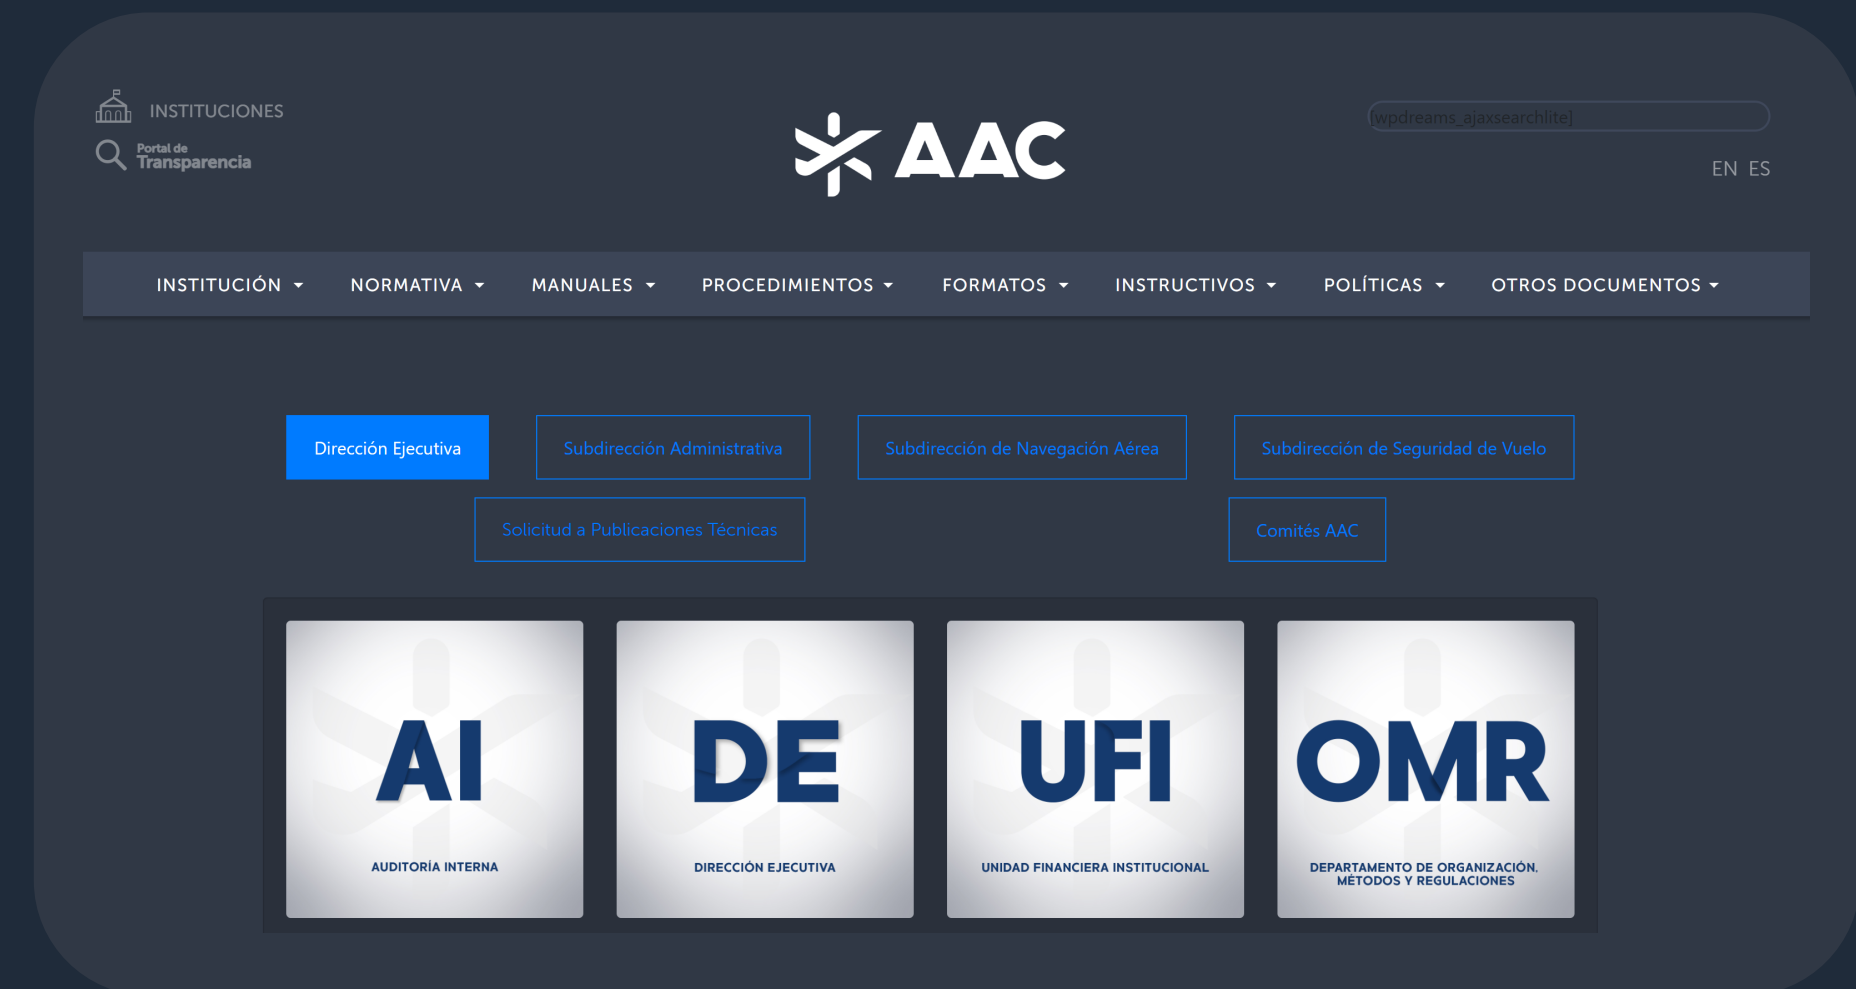 INSTITUCIONES
Portal de
Transparencia
AAC
[wpdreams_ajaxsearchlite]
EN ES
INSTITUCIÓN NORMATIVA MANUALES PROCEDIMIENTOS FORMATOS INSTRUCTIVOS POLÍTICAS OTROS DOCUMENTOS
Dirección Ejecutiva Subdirección Administrativa Subdirección de Navegación Aérea Subdirección de Seguridad de Vuelo
Solicitud a Publicaciones Técnicas Comités AAC
AI
AUDITORÍA INTERNA
DE
DIRECCIÓN EJECUTIVA
UFI
UNIDAD FINANCIERA INSTITUCIONAL
OMR
DEPARTAMENTO DE ORGANIZACIÓN,
MÉTODOS Y REGULACIONES